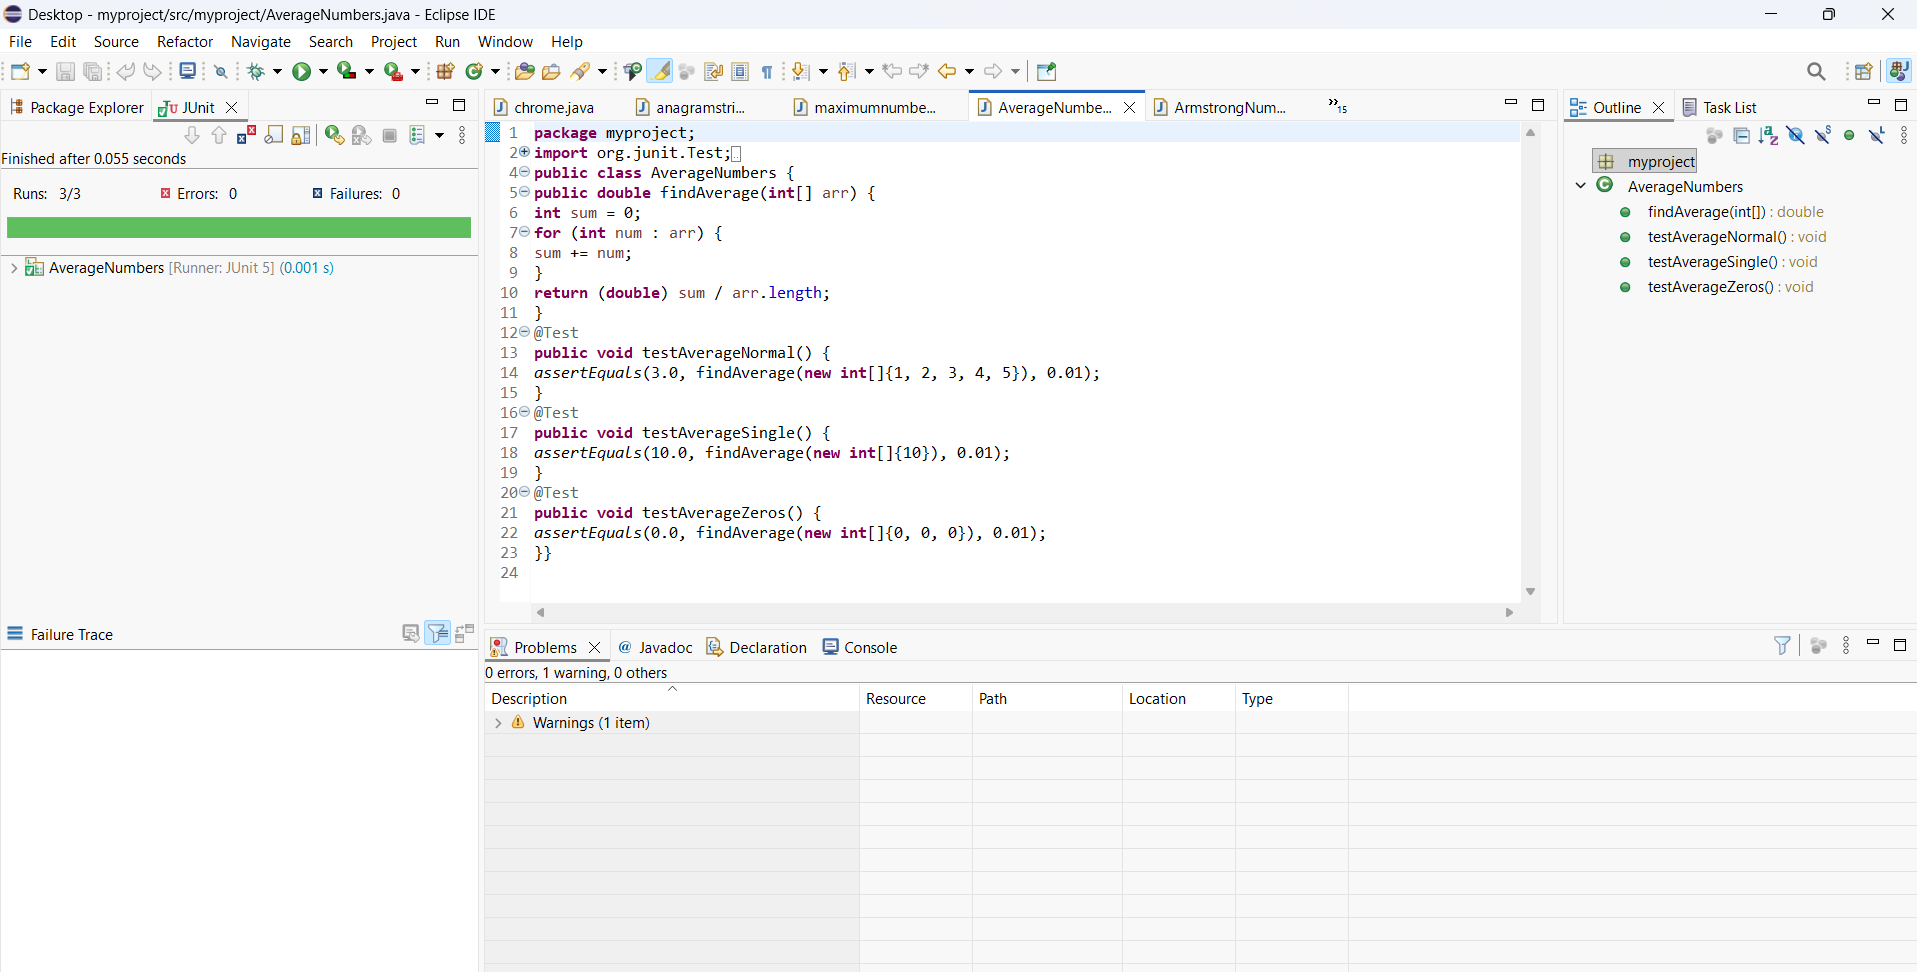 Desktop - myproject/src/myproject/AverageNumbers.java - Eclipse IDE
File Edit Source Refactor Navigate Search Project Run Window Help
Package Explorer JUnit
Finished after 0.055 seconds
Runs: 3/3 Errors: 0 Failures: 0
AverageNumbers [Runner: JUnit 5] (0.001 s)
Failure Trace
chrome.java anagramstri... maximumnumbe... AverageNumbe... ArmstrongNum... »15
1 package myproject;
2 import org.junit.Test;
4 public class AverageNumbers {
5 public double findAverage(int[] arr) {
6 int sum = 0;
7 for (int num : arr) {
8 sum += num;
9 }
10 return (double) sum / arr.length;
11 }
12 @Test
13 public void testAverageNormal() {
14 assertEquals(3.0, findAverage(new int[]{1, 2, 3, 4, 5}), 0.01);
15 }
16 @Test
17 public void testAverageSingle() {
18 assertEquals(10.0, findAverage(new int[]{10}), 0.01);
19 }
20 @Test
21 public void testAverageZeros() {
22 assertEquals(0.0, findAverage(new int[]{0, 0, 0}), 0.01);
23 }}
24
Outline Task List
myproject
AverageNumbers
findAverage(int[]) : double
testAverageNormal() : void
testAverageSingle() : void
testAverageZeros() : void
Problems @ Javadoc Declaration Console
0 errors, 1 warning, 0 others
Description Resource Path Location Type
Warnings (1 item)